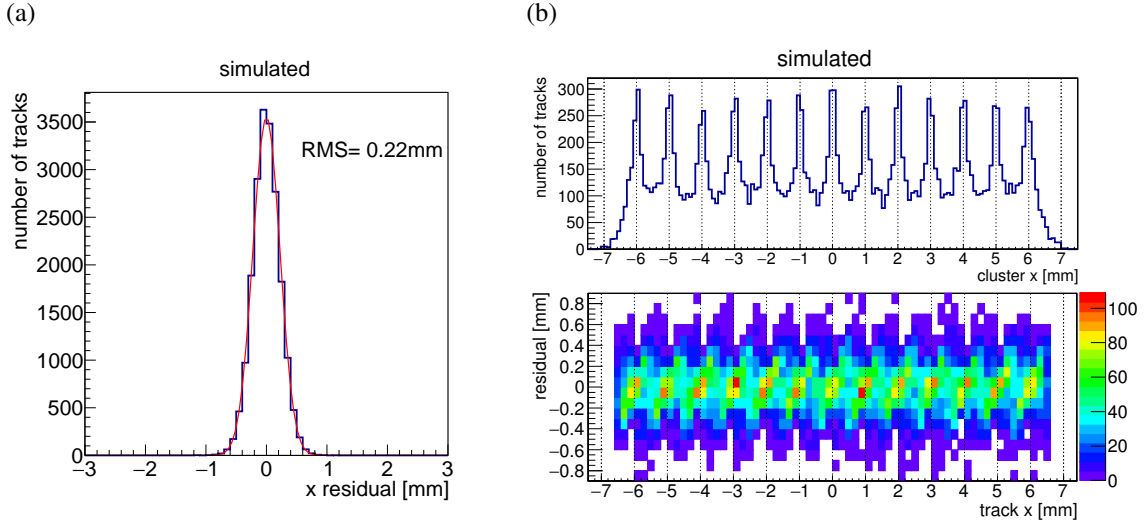 (a)
simulated
number of tracks
RMS= 0.22mm
3500
3000
2500
2000
1500
1000
500
0
−3 −2 −1 0 1 2 3
x residual [mm]
(b)
simulated
number of tracks
300
250
200
150
100
50
0
−7 −6 −5 −4 −3 −2 −1 0 1 2 3 4 5 6 7
cluster x [mm]
residual [mm]
0.8
0.6
0.4
0.2
0
−0.2
−0.4
−0.6
−0.8
−7 −6 −5 −4 −3 −2 −1 0 1 2 3 4 5 6 7
track x [mm]
100
80
60
40
20
0